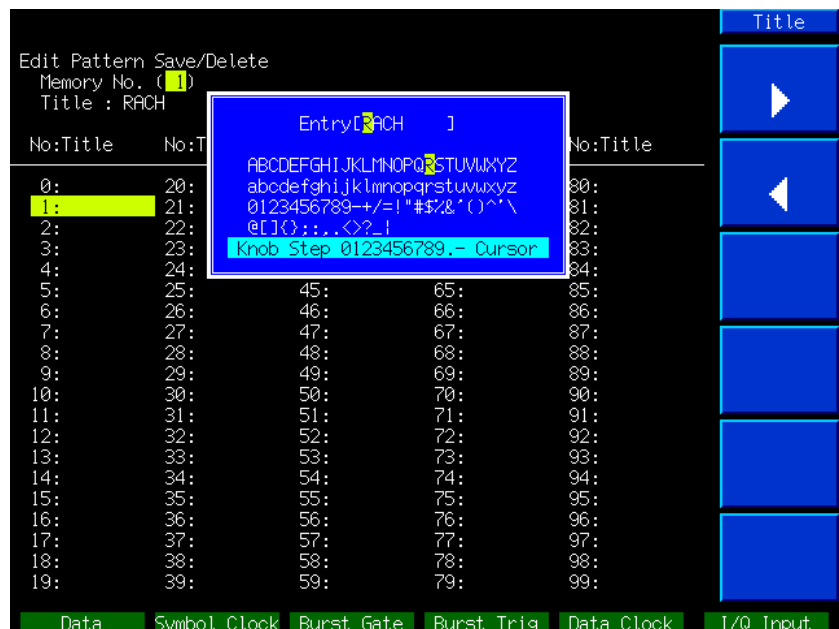 Title
Edit Pattern Save/Delete
Memory No. ( 1)
Title : RACH
Entry[RACH    ]
ABCDEFGHIJKLMNOPQRSTUVWXYZ
abcdefghijklmnopqrstuvwxyz
0123456789-+/=!"#$%&'()^'\
@[]{};:,.<>?_¦
Knob Step 0123456789.- Cursor
No:Title No:T No:Title
0: 20: 80:
1: 21: 81:
2: 22: 82:
3: 23: 83:
4: 24: 84:
5: 25: 45: 65: 85:
6: 26: 46: 66: 86:
7: 27: 47: 67: 87:
8: 28: 48: 68: 88:
9: 29: 49: 69: 89:
10: 30: 50: 70: 90:
11: 31: 51: 71: 91:
12: 32: 52: 72: 92:
13: 33: 53: 73: 93:
14: 34: 54: 74: 94:
15: 35: 55: 75: 95:
16: 36: 56: 76: 96:
17: 37: 57: 77: 97:
18: 38: 58: 78: 98:
19: 39: 59: 79: 99:
Data Symbol Clock Burst Gate Burst Trig Data Clock I/Q Input